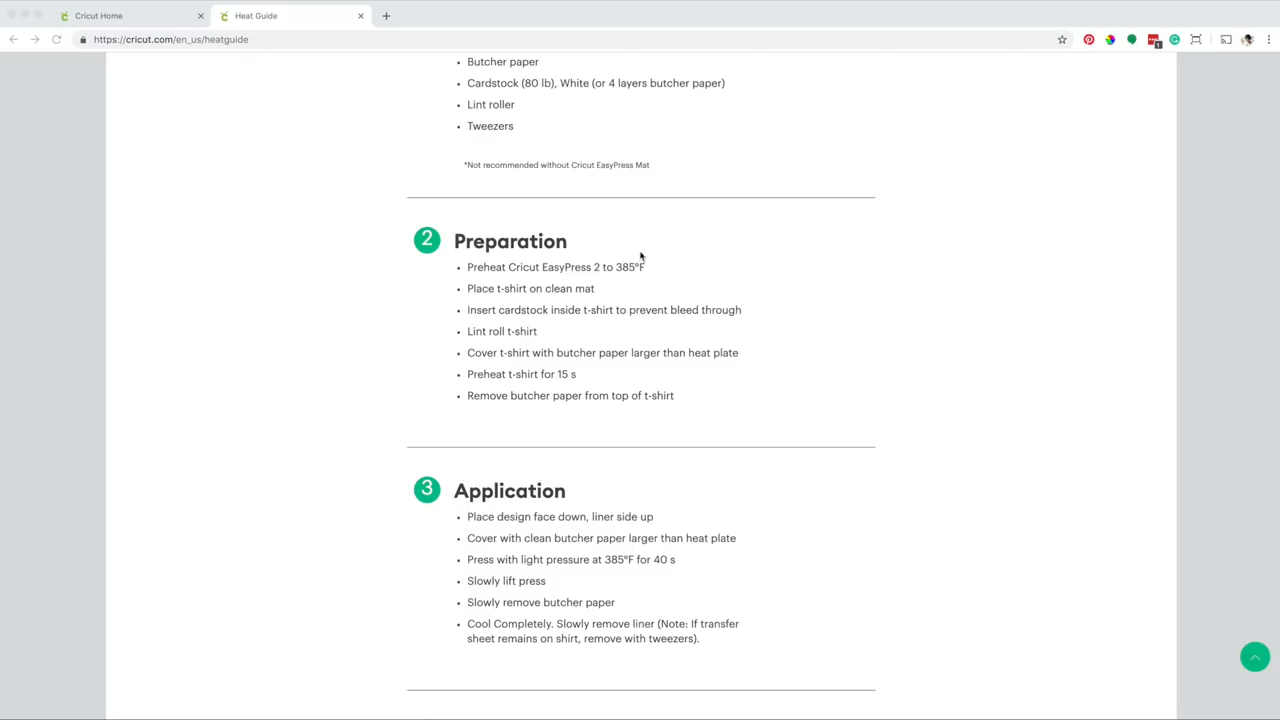 Cricut Home
Heat Guide
https://cricut.com/en_us/heatguide
1
Butcher paper
Cardstock (80 lb), White (or 4 layers butcher paper)
Lint roller
Tweezers
*Not recommended without Cricut EasyPress Mat
2 Preparation
Preheat Cricut EasyPress 2 to 385°F
Place t-shirt on clean mat
Insert cardstock inside t-shirt to prevent bleed through
Lint roll t-shirt
Cover t-shirt with butcher paper larger than heat plate
Preheat t-shirt for 15 s
Remove butcher paper from top of t-shirt
3 Application
Place design face down, liner side up
Cover with clean butcher paper larger than heat plate
Press with light pressure at 385°F for 40 s
Slowly lift press
Slowly remove butcher paper
Cool Completely. Slowly remove liner (Note: If transfer
sheet remains on shirt, remove with tweezers).